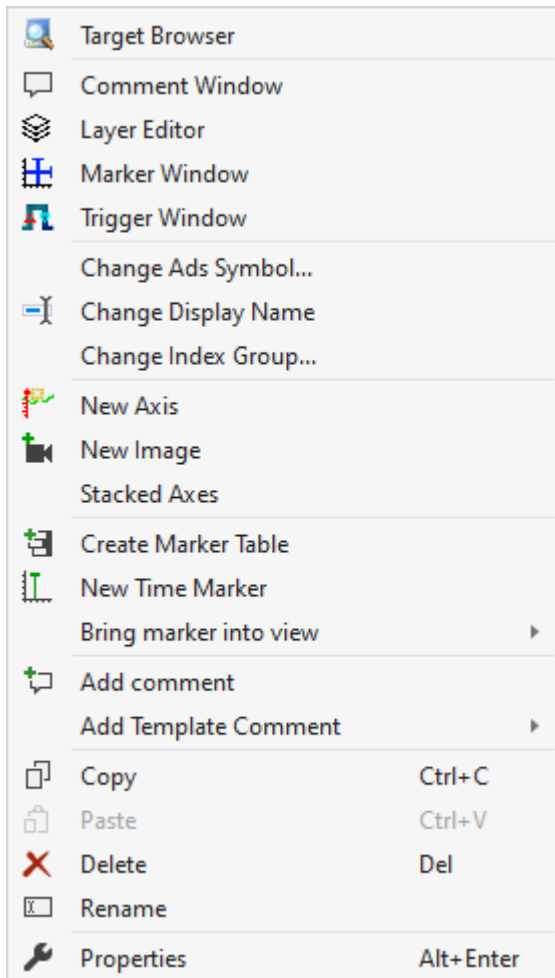 Target Browser
Comment Window
Layer Editor
Marker Window
Trigger Window
Change Ads Symbol...
Change Display Name
Change Index Group...
New Axis
New Image
Stacked Axes
Create Marker Table
New Time Marker
Bring marker into view
Add comment
Add Template Comment
Copy Ctrl+C
Paste Ctrl+V
Delete Del
Rename
Properties Alt+Enter